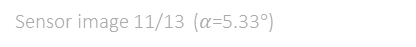 Sensor image 11/13 (α=5.33°)